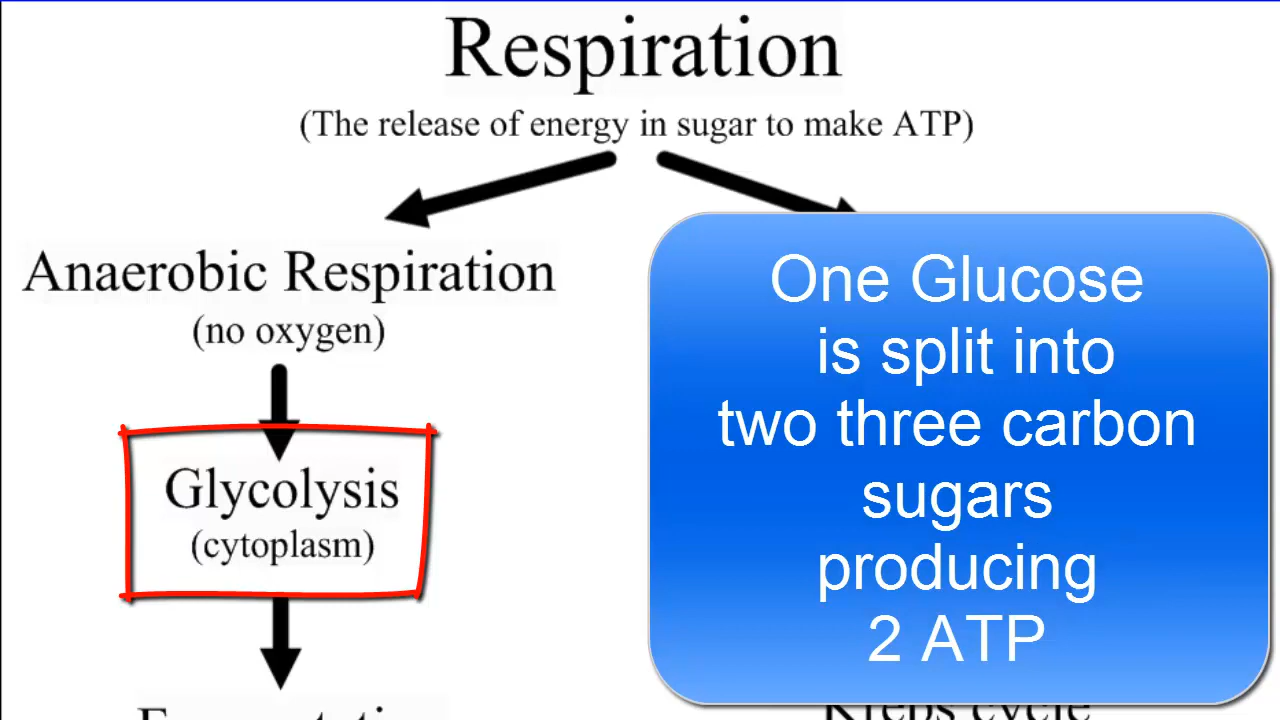 Respiration
(The release of energy in sugar to make ATP)
Anaerobic Respiration
(no oxygen)
Glycolysis
(cytoplasm)
One Glucose
is split into
two three carbon
sugars
producing
2 ATP
cycle